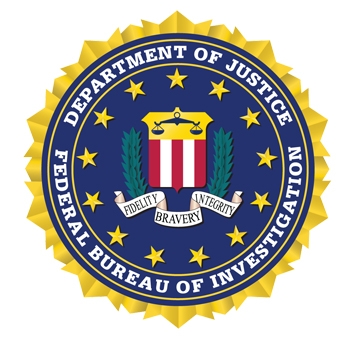 DEPARTMENT OF JUSTICE
FIDELITY
BRAVERY
INTEGRITY
FEDERAL BUREAU OF INVESTIGATION